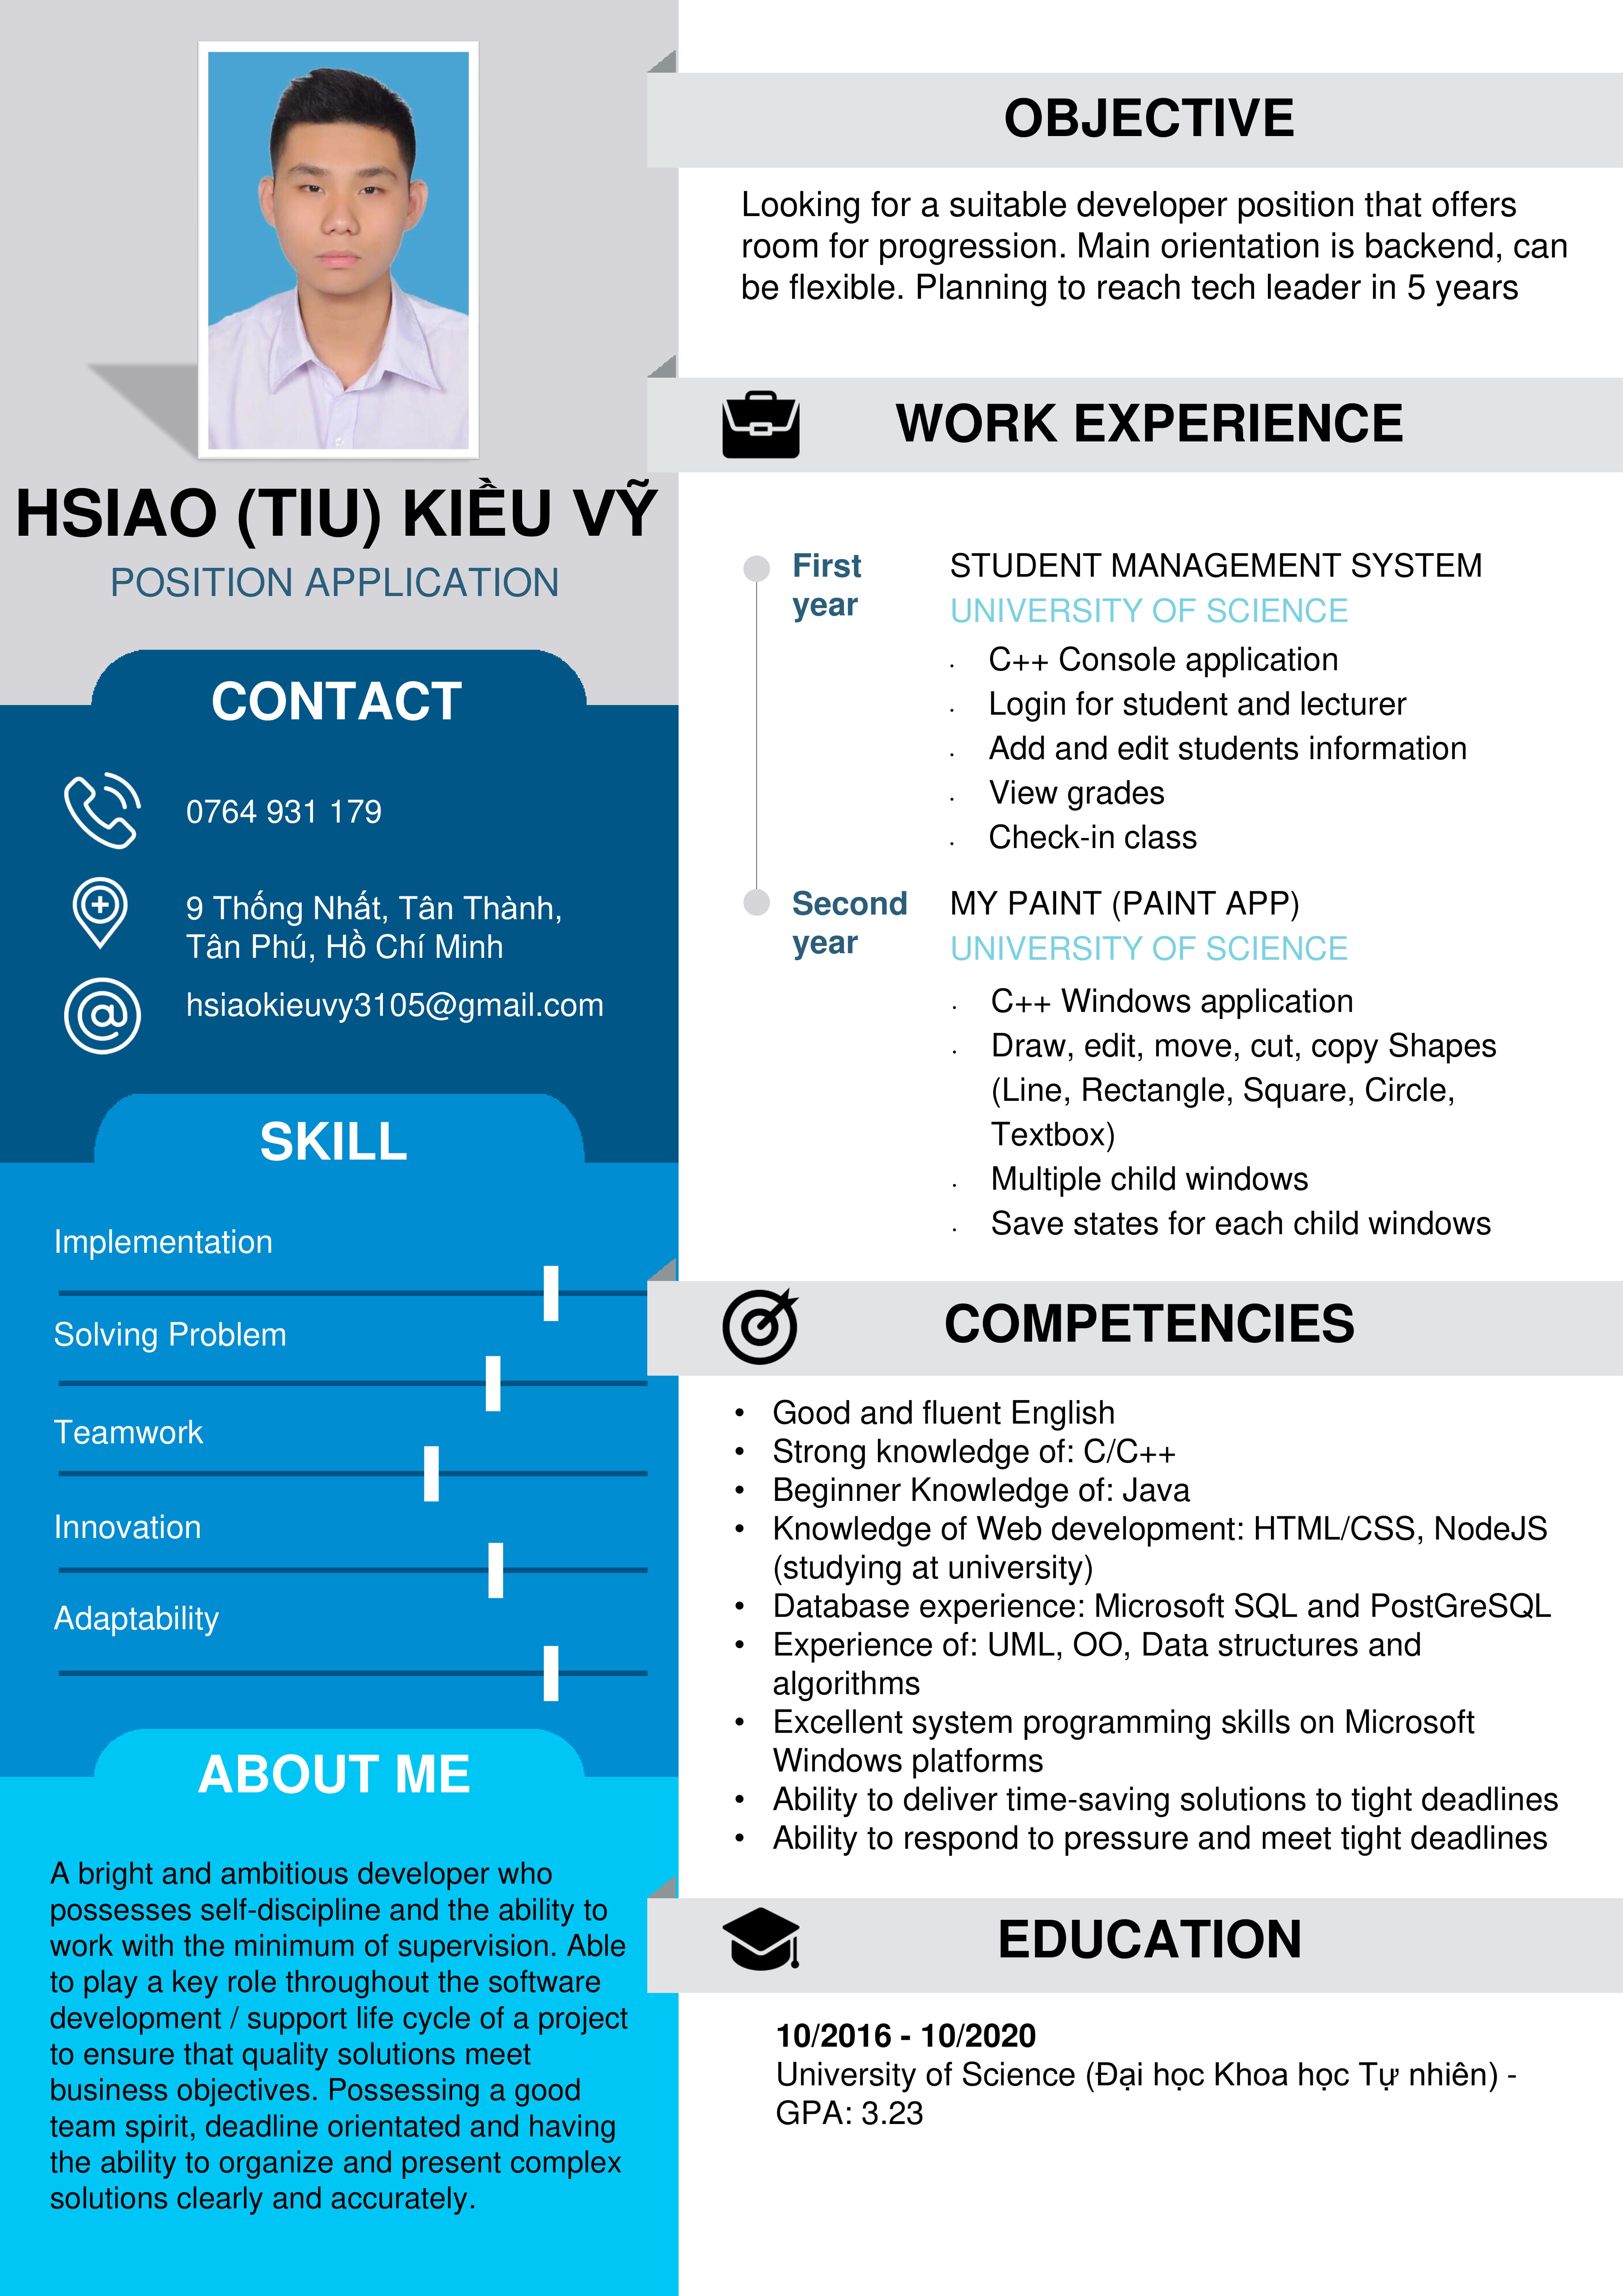 HSIAO (TIU) KIỀU VỸ
POSITION APPLICATION
CONTACT
0764 931 179
9 Thống Nhất, Tân Thành,
Tân Phú, Hồ Chí Minh
hsiaokieuvy3105@gmail.com
SKILL
Implementation
Solving Problem
Teamwork
Innovation
Adaptability
ABOUT ME
A bright and ambitious developer who
possesses self-discipline and the ability to
work with the minimum of supervision. Able
to play a key role throughout the software
development / support life cycle of a project
to ensure that quality solutions meet
business objectives. Possessing a good
team spirit, deadline orientated and having
the ability to organize and present complex
solutions clearly and accurately.
OBJECTIVE
Looking for a suitable developer position that offers
room for progression. Main orientation is backend, can
be flexible. Planning to reach tech leader in 5 years
WORK EXPERIENCE
First
year
STUDENT MANAGEMENT SYSTEM
UNIVERSITY OF SCIENCE
· C++ Console application
· Login for student and lecturer
· Add and edit students information
· View grades
· Check-in class
Second
year
MY PAINT (PAINT APP)
UNIVERSITY OF SCIENCE
· C++ Windows application
· Draw, edit, move, cut, copy Shapes
(Line, Rectangle, Square, Circle,
Textbox)
· Multiple child windows
· Save states for each child windows
COMPETENCIES
• Good and fluent English
• Strong knowledge of: C/C++
• Beginner Knowledge of: Java
• Knowledge of Web development: HTML/CSS, NodeJS
(studying at university)
• Database experience: Microsoft SQL and PostGreSQL
• Experience of: UML, OO, Data structures and
algorithms
• Excellent system programming skills on Microsoft
Windows platforms
• Ability to deliver time-saving solutions to tight deadlines
• Ability to respond to pressure and meet tight deadlines
EDUCATION
10/2016 - 10/2020
University of Science (Đại học Khoa học Tự nhiên) -
GPA: 3.23